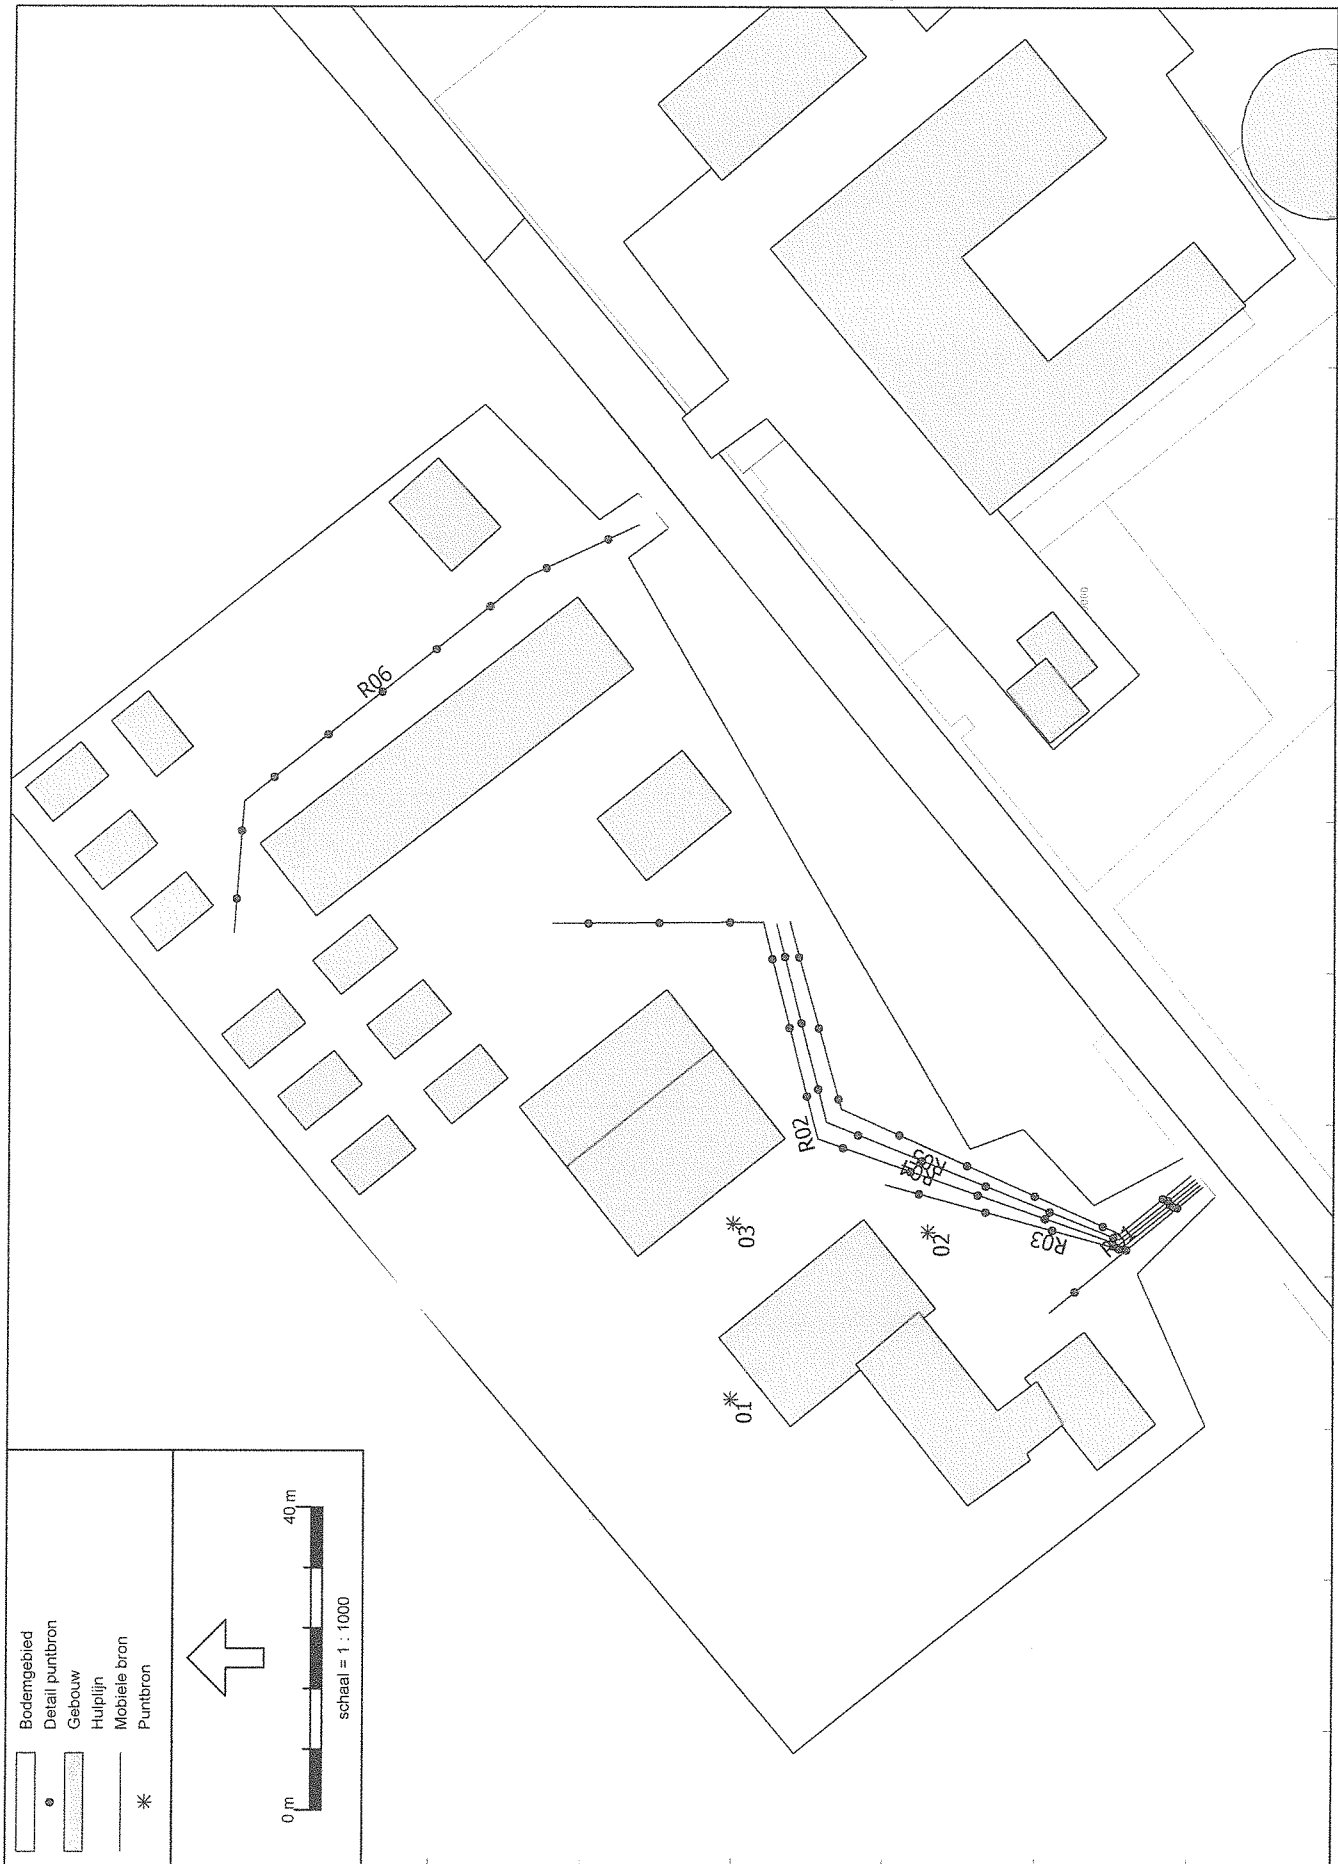 Bodemgebied
Detail puntbron
Gebouw
Hulplijn
Mobiele bron
Puntbron
0 m
40 m
schaal = 1 : 1000
R06
R02
R03
01
02
03